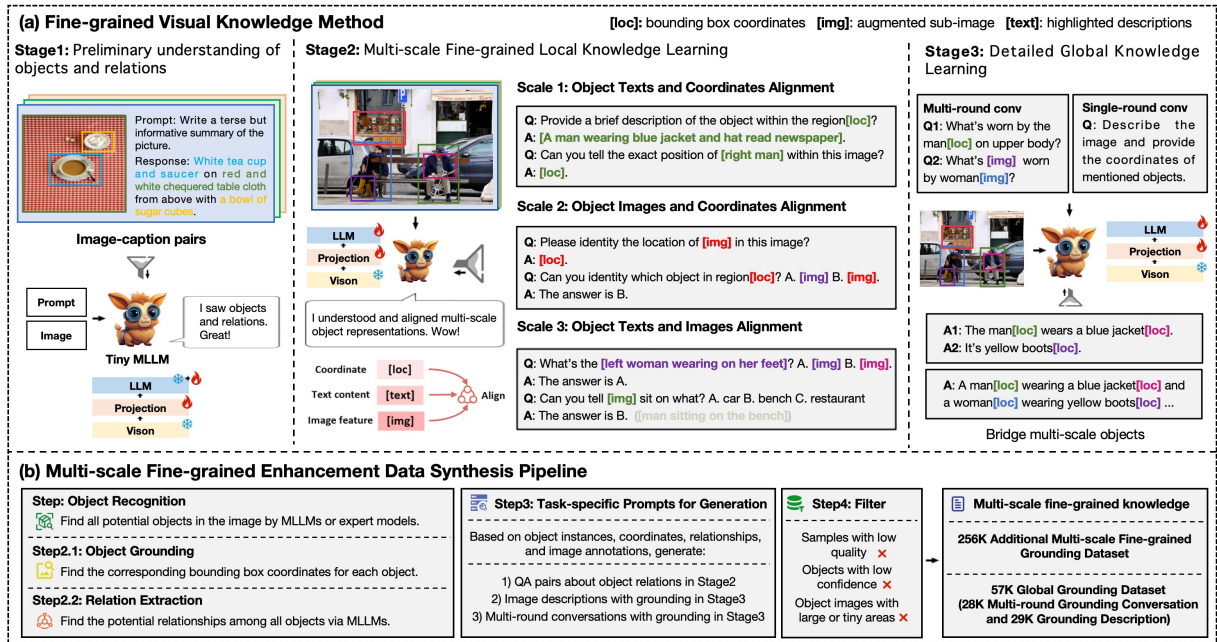 (a) Fine-grained Visual Knowledge Method
[loc]: bounding box coordinates [img]: augmented sub-image [text]: highlighted descriptions
Stage1: Preliminary understanding of
objects and relations
Prompt: Write a terse but
informative summary of the
picture.
Response: White tea cup
and saucer on red and
white chequered table cloth
from above with a bowl of
sugar cubes.
Image-caption pairs
Prompt
Image
I saw objects
and relations.
Great!
Tiny MLLM
LLM
Projection
Vison
Stage2: Multi-scale Fine-grained Local Knowledge Learning
P
LLM
Projection
Vison
I understood and aligned multi-scale
object representations. Wow!
Coordinate [loc]
Text content [text] Align
Image feature [img]
Scale 1: Object Texts and Coordinates Alignment
Q: Provide a brief description of the object within the region[loc]?
A: [A man wearing blue jacket and hat read newspaper].
Q: Can you tell the exact position of [right man] within this image?
A: [loc].
Scale 2: Object Images and Coordinates Alignment
Q: Please identity the location of [img] in this image?
A: [loc].
Q: Can you identity which object in region[loc]? A. [img] B. [img].
A: The answer is B.
Scale 3: Object Texts and Images Alignment
Q: What's the [left woman wearing on her feet]? A. [img] B. [img].
A: The answer is A.
Q: Can you tell [img] sit on what? A. car B. bench C. restaurant
A: The answer is B. ([man sitting on the bench])
Stage3: Detailed Global Knowledge
Learning
Multi-round conv
Q1: What's worn by the
man[loc] on upper body?
Q2: What's [img] worn
by woman[img]?
Single-round conv
Q: Describe the
image and provide
the coordinates of
mentioned objects.
LLM
Projection
Vison
A1: The man[loc] wears a blue jacket[loc].
A2: It's yellow boots[loc].
A: A man[loc] wearing a blue jacket[loc] and
a woman[loc] wearing yellow boots[loc] ...
Bridge multi-scale objects
(b) Multi-scale Fine-grained Enhancement Data Synthesis Pipeline
Step: Object Recognition
Find all potential objects in the image by MLLMs or expert models.
Step2.1: Object Grounding
Find the corresponding bounding box coordinates for each object.
Step2.2: Relation Extraction
Find the potential relationships among all objects via MLLMs.
Step3: Task-specific Prompts for Generation
Based on object instances, coordinates, relationships,
and image annotations, generate:
1) QA pairs about object relations in Stage2
2) Image descriptions with grounding in Stage3
3) Multi-round conversations with grounding in Stage3
Step4: Filter
Samples with low
quality
Objects with low
confidence
Object images with
large or tiny areas
Multi-scale fine-grained knowledge
256K Additional Multi-scale Fine-grained
Grounding Dataset
57K Global Grounding Dataset
(28K Multi-round Grounding Conversation
and 29K Grounding Description)